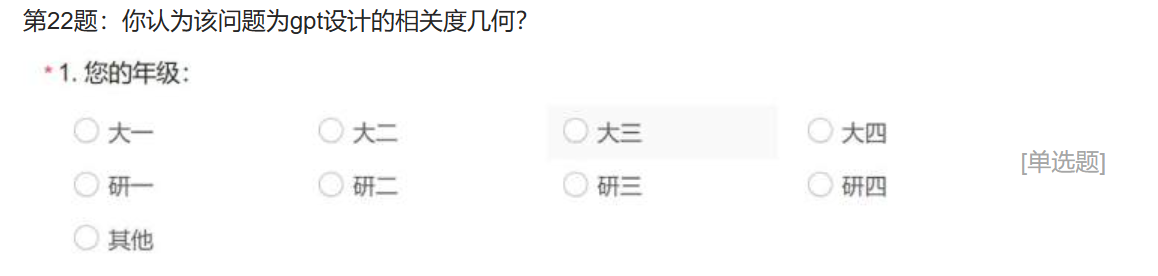 第22题：你认为该问题为gpt设计的相关度几何？
* 1. 您的年级：
大一 大二 大三 大四
[单选题]
研一 研二 研三 研四
其他